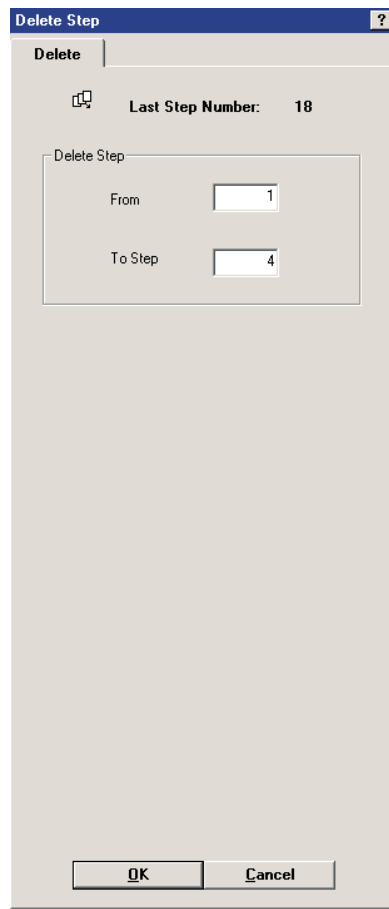 Delete Step ?
Delete
Last Step Number: 18
Delete Step
From 1
To Step 4
OK Cancel